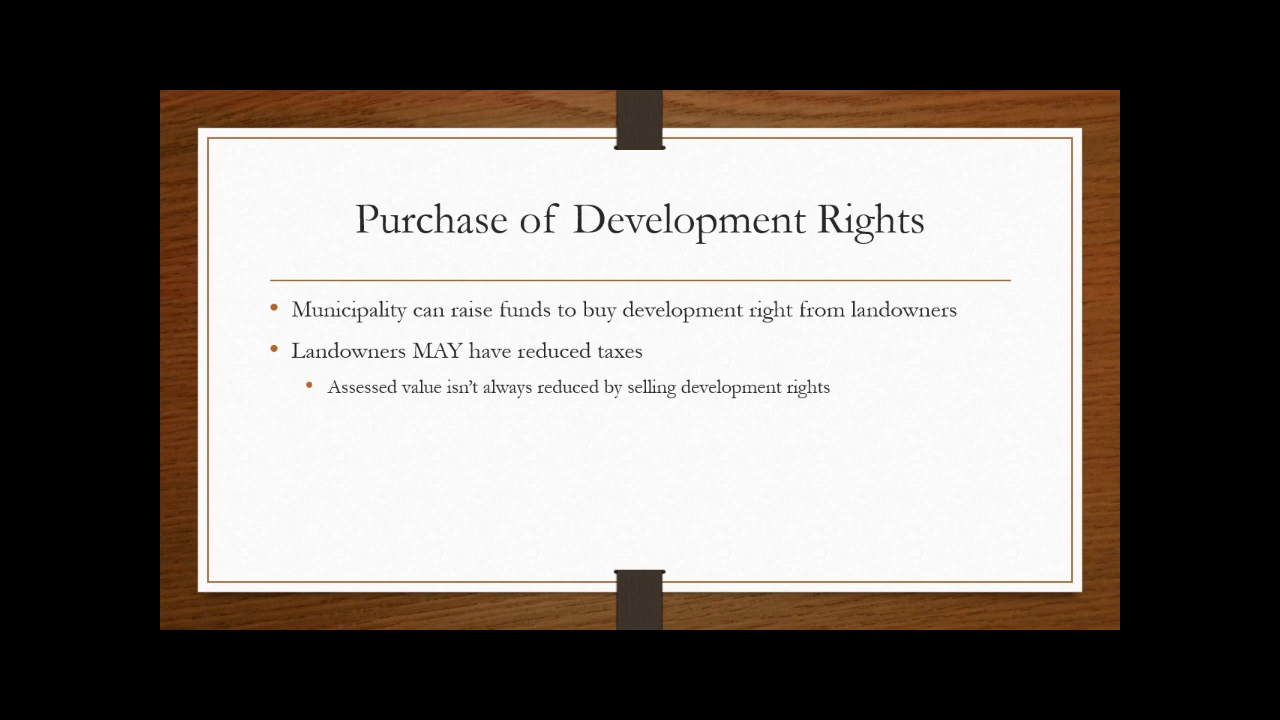 Purchase of Development Rights
Municipality can raise funds to buy development right from landowners
Landowners MAY have reduced taxes
Assessed value isn’t always reduced by selling development rights